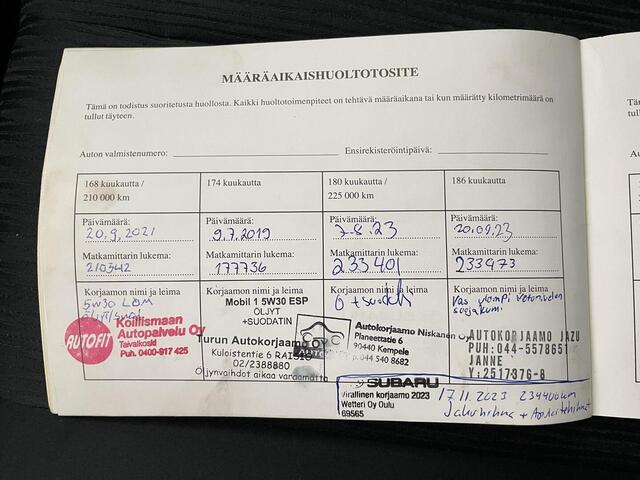 MÄÄRÄAIKAISHUOLTOTOSITE
Tämä on todistus suoritetusta huollosta. Kaikki huoltotoimenpiteet on tehtävä määräaikana tai kun määrätty kilometrimäärä on
tullut täyteen.
Auton valmistenumero: Ensirekisteröintipäivä:
168 kuukautta /
210 000 km
174 kuukautta
180 kuukautta /
225 000 km
186 kuukautta
Päivämäärä:
20.9.2021
Päivämäärä:
9.7.2019
Päivämäärä:
7.8.23
Päivämäärä:
20.09.23
Matkamittarin lukema:
210542
Matkamittarin lukema:
177736
Matkamittarin lukema:
233401
Matkamittarin lukema:
233973
Korjaamon nimi ja leima
5W30
AUTOFIT
Koillismaan
Autopalvelu Oy
Taivalkoski
Puh. 0400-917 425
Korjaamon nimi ja leima
Mobil 1 5W30 ESP
ÖLJYT
+SUODATIN
Turun Autokorjaamo Oy
Kuloistentie 6 RAISIO
02/2388880
Öljynvaihdot aikaa varaamatta
Korjaamon nimi ja leima
Ö + suodat
Autokorjaamo Niskanen Oy
Planeettatie 6
90440 Kempele
p. 044 540 8682
Korjaamon nimi ja leima
Vas ylompi vetonivelen
suojakumi
AUTOKORJAAMO JAZU
PUH:044-5578651
JANNE
Y:2517376-8
SUBARU
Virallinen korjaamo 2023
Wetteri Oy Oulu
69565
17.11.2023 234400km
Jakohihna +